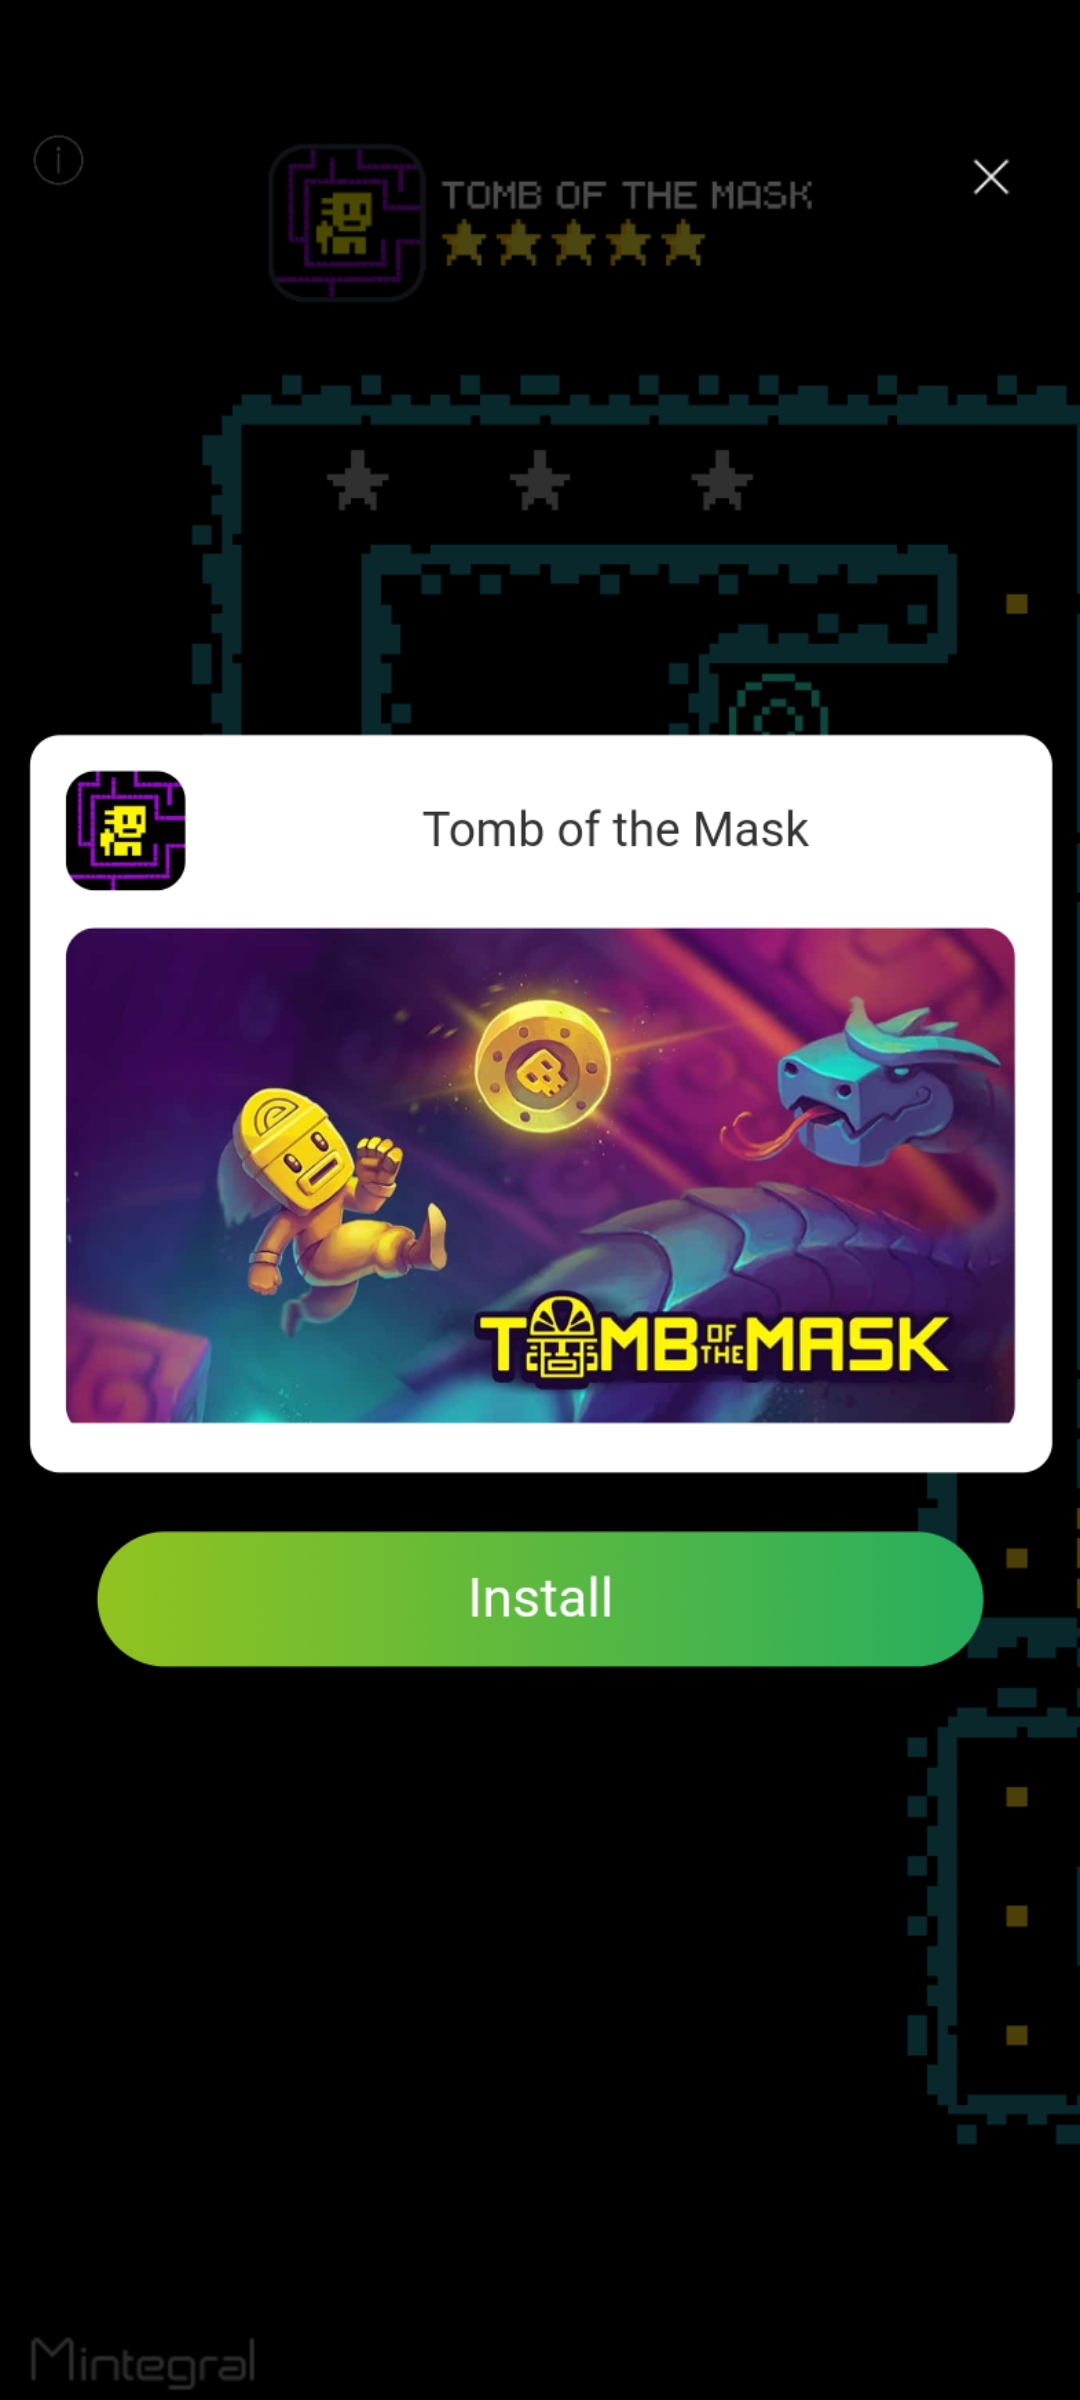 TOMB OF THE MASK
Tomb of the Mask
TOMB OF THE MASK
Install
Mintegral